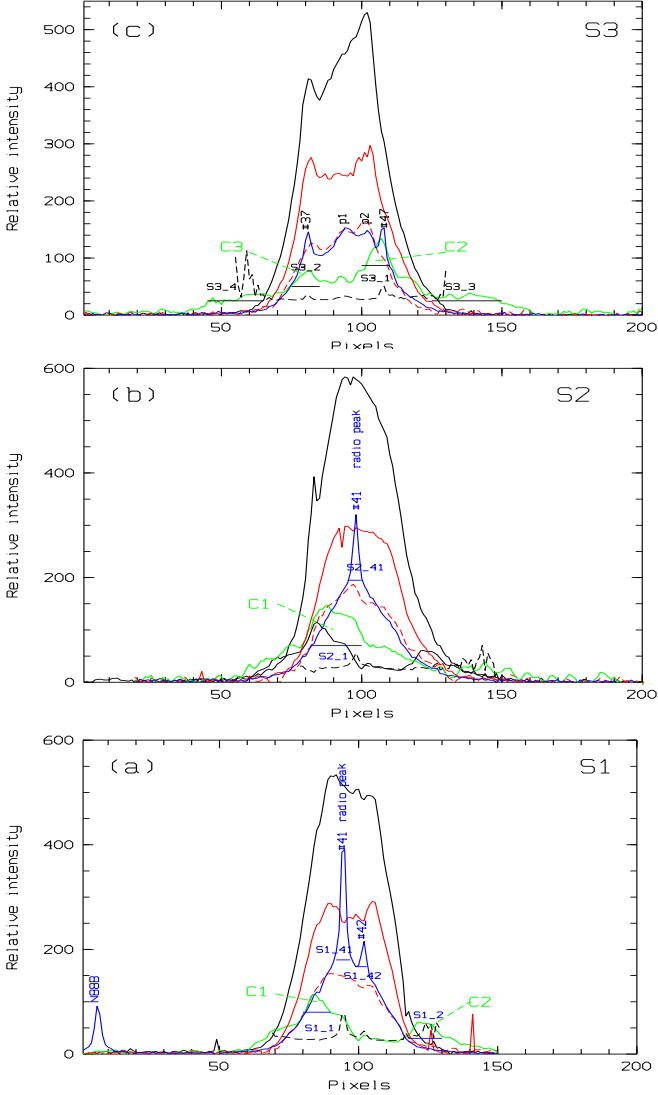 (c) S3
Relative intensity
500
400
300
200
100
0
#37 p1 p2 #47
C3 C2
S3_2
S3_4 S3_1 S3_3
50 100 150 200
Pixels
600
(b) S2
Relative intensity
radio peak
400
#41
200
S2_41
C1
S2_1
0
50 100 150 200
Pixels
600
(a) S1
Relative intensity
radio peak
400
#41
#42
200
S1_41
S1_42
N88B
C1 C2
S1_1 S1_2
0
50 100 150 200
Pixels